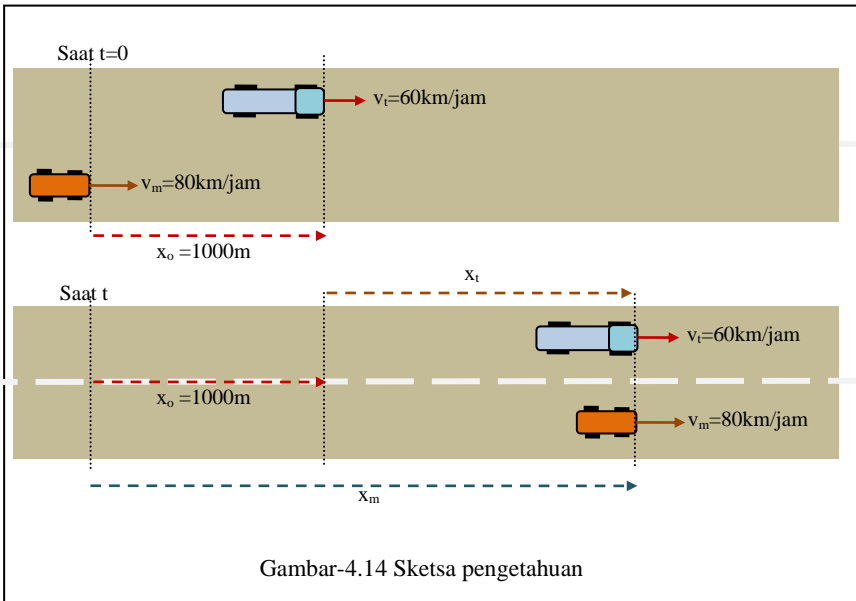 Saat t=0
vt=60km/jam
vm=80km/jam
xo =1000m
xt
Saat t
vt=60km/jam
xo =1000m
vm=80km/jam
xm
Gambar-4.14 Sketsa pengetahuan